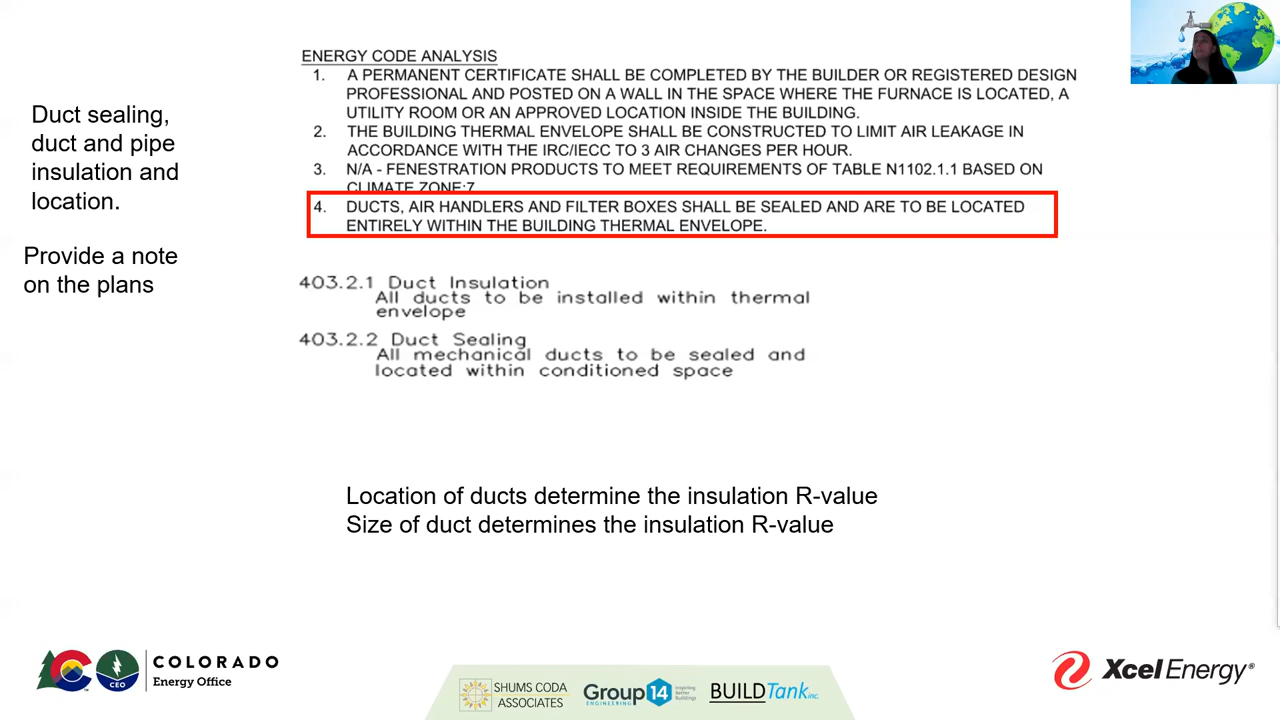 Duct sealing,
duct and pipe
insulation and
location.
Provide a note
on the plans
ENERGY CODE ANALYSIS
1. A PERMANENT CERTIFICATE SHALL BE COMPLETED BY THE BUILDER OR REGISTERED DESIGN
PROFESSIONAL AND POSTED ON A WALL IN THE SPACE WHERE THE FURNACE IS LOCATED, A
UTILITY ROOM OR AN APPROVED LOCATION INSIDE THE BUILDING.
2. THE BUILDING THERMAL ENVELOPE SHALL BE CONSTRUCTED TO LIMIT AIR LEAKAGE IN
ACCORDANCE WITH THE IRC/IECC TO 3 AIR CHANGES PER HOUR.
3. N/A - FENESTRATION PRODUCTS TO MEET REQUIREMENTS OF TABLE N1102.1.1 BASED ON
CLIMATE ZONE:7
4. DUCTS, AIR HANDLERS AND FILTER BOXES SHALL BE SEALED AND ARE TO BE LOCATED
ENTIRELY WITHIN THE BUILDING THERMAL ENVELOPE.
403.2.1 Duct Insulation
All ducts to be installed within thermal
envelope
403.2.2 Duct Sealing
All mechanical ducts to be sealed and
located within conditioned space
Location of ducts determine the insulation R-value
Size of duct determines the insulation R-value
CEO
COLORADO
Energy Office
SHUMS CODA
ASSOCIATES
Group14
ENGINEERING
Inspiring
Better
Buildings
BUILDTank inc.
XcelEnergy®